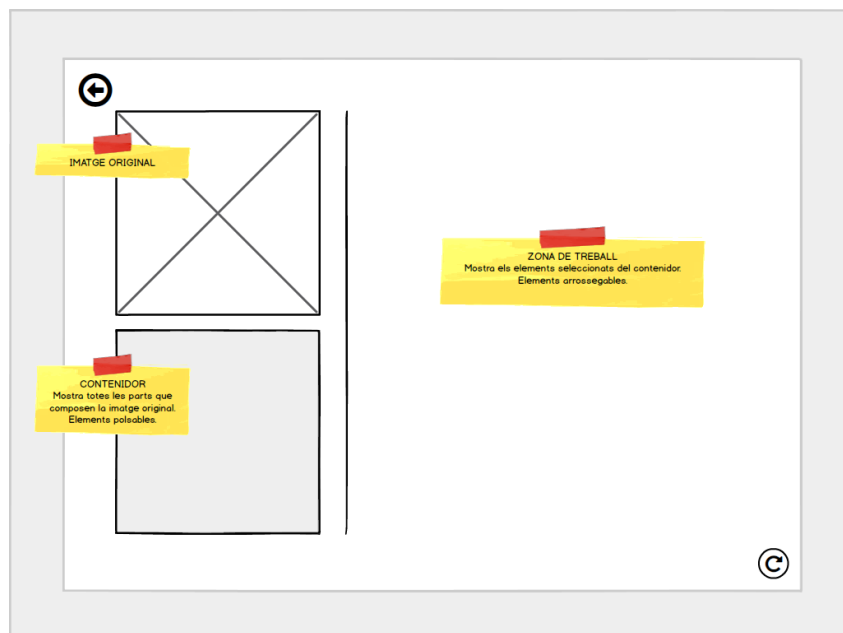 IMATGE ORIGINAL
ZONA DE TREBALL
Mostra els elements seleccionats del contenidor.
Elements arrossegables.
CONTENIDOR
Mostra totes les parts que
composen la imatge original.
Elements polsables.